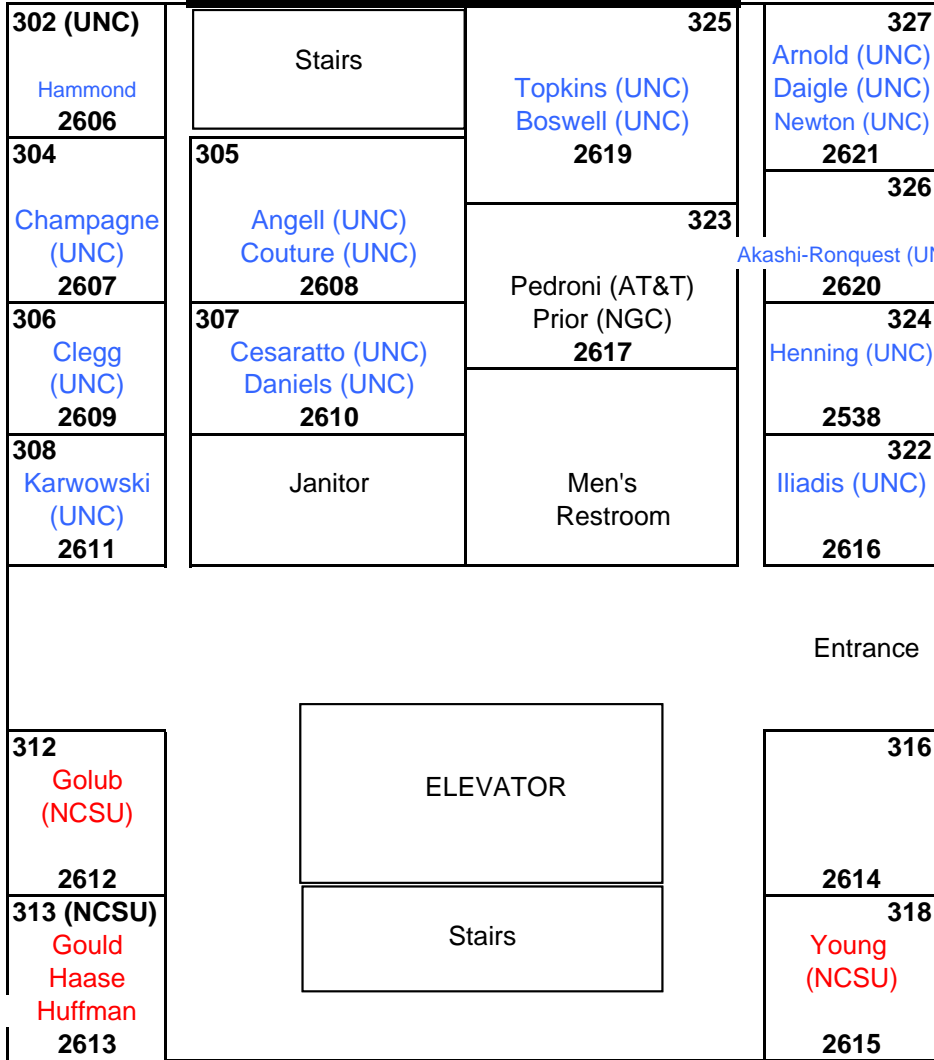 302 (UNC)
Hammond
2606
304
Champagne
(UNC)
2607
306
Clegg
(UNC)
2609
308
Karwowski
(UNC)
2611
Stairs
305
Angell (UNC)
Couture (UNC)
2608
307
Cesaratto (UNC)
Daniels (UNC)
2610
Janitor
325
Topkins (UNC)
Boswell (UNC)
2619
323
Pedroni (AT&T)
Prior (NGC)
2617
Men's
Restroom
327
Arnold (UNC)
Daigle (UNC)
Newton (UNC)
2621
326
Akashi-Ronquest (UN
2620
324
Henning (UNC)
2538
322
Iliadis (UNC)
2616
Entrance
312
Golub
(NCSU)
2612
313 (NCSU)
Gould
Haase
Huffman
2613
ELEVATOR
Stairs
316
2614
318
Young
(NCSU)
2615